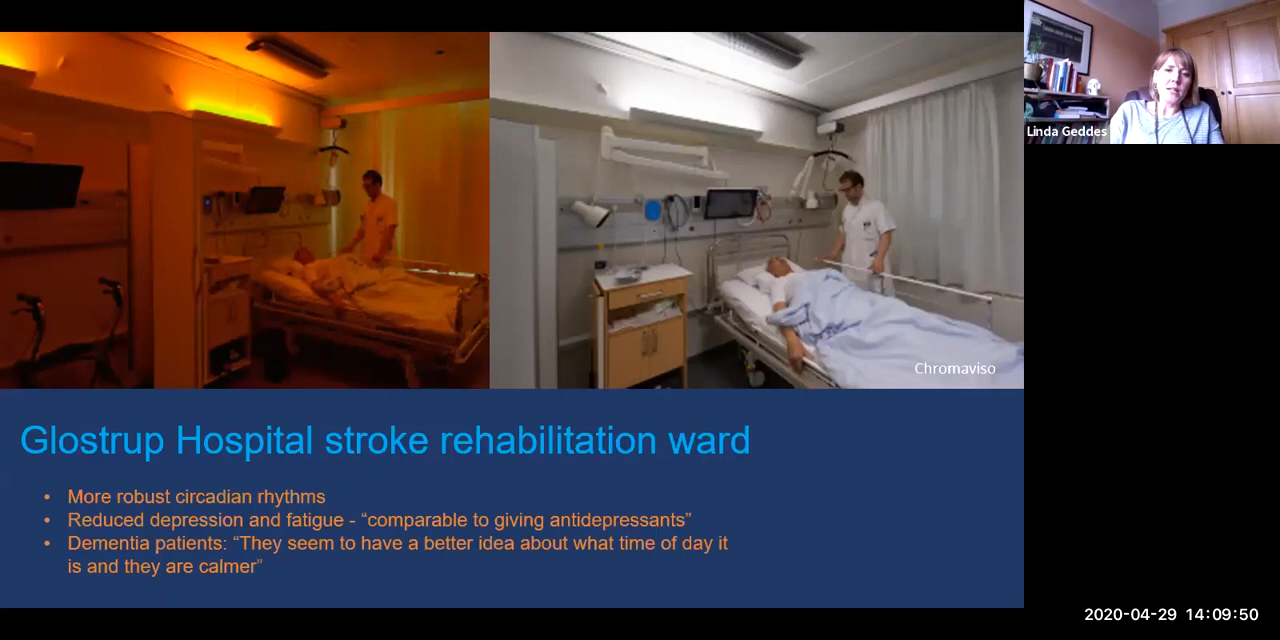 Linda Geddes
Chromaviso
Glostrup Hospital stroke rehabilitation ward
• More robust circadian rhythms
• Reduced depression and fatigue - “comparable to giving antidepressants”
• Dementia patients: “They seem to have a better idea about what time of day it
is and they are calmer”
2020-04-29 14:09:50